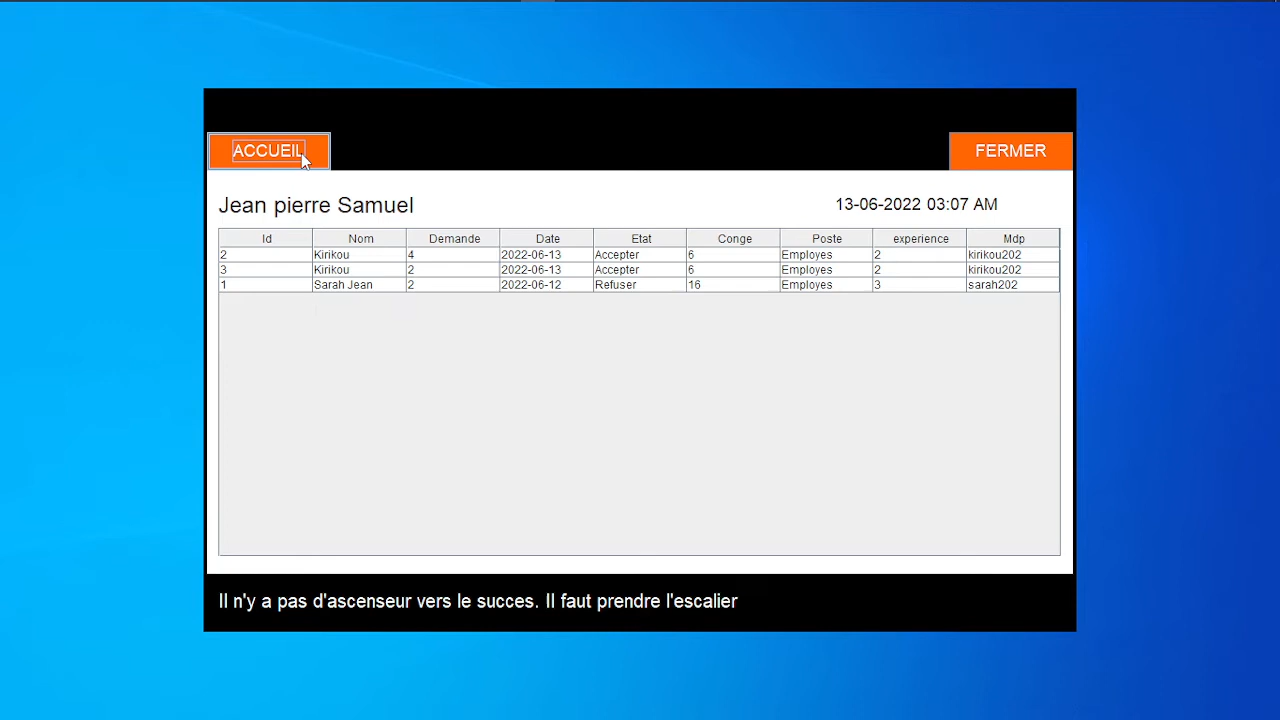 ACCUEIL FERMER
Jean pierre Samuel 13-06-2022 03:07 AM
Id Nom Demande Date Etat Conge Poste experience Mdp
2 Kirikou 4 2022-06-13 Accepter 6 Employes 2 kirikou202
3 Kirikou 2 2022-06-13 Accepter 6 Employes 2 kirikou202
1 Sarah Jean 2 2022-06-12 Refuser 16 Employes 3 sarah202
Il n'y a pas d'ascenseur vers le succes. Il faut prendre l'escalier